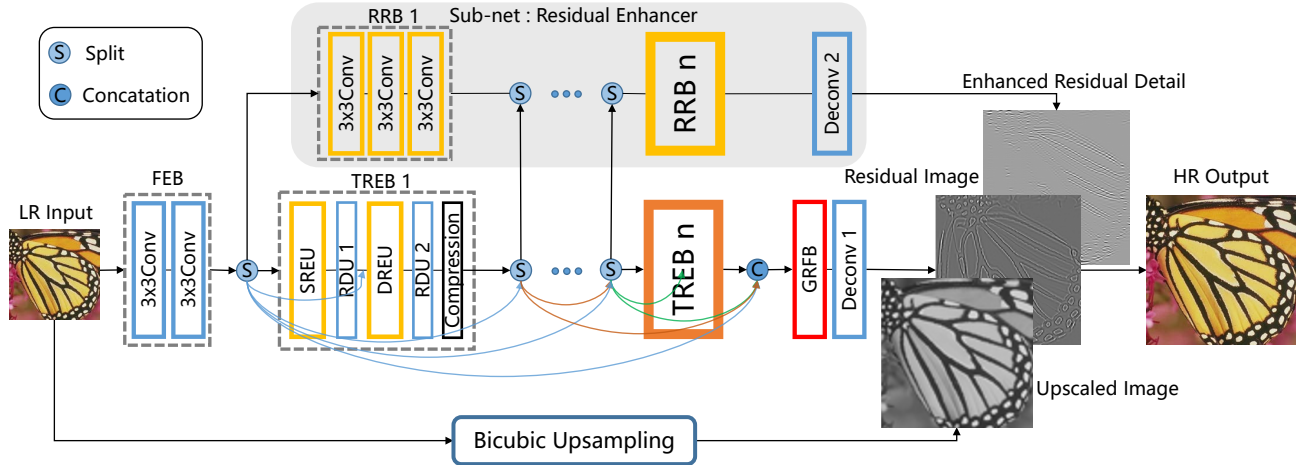 S Split
C Concatation
RRB 1
Sub-net : Residual Enhancer
3x3Conv
3x3Conv
3x3Conv
S
S
RRB n
Deconv 2
Enhanced Residual Detail
FEB
TREB 1
Residual Image
HR Output
LR Input
3x3Conv
3x3Conv
S
SREU
RDU 1
DREU
RDU 2
Compression
S
S
TREB n
C
GRFB
Deconv 1
Upscaled Image
Bicubic Upsampling